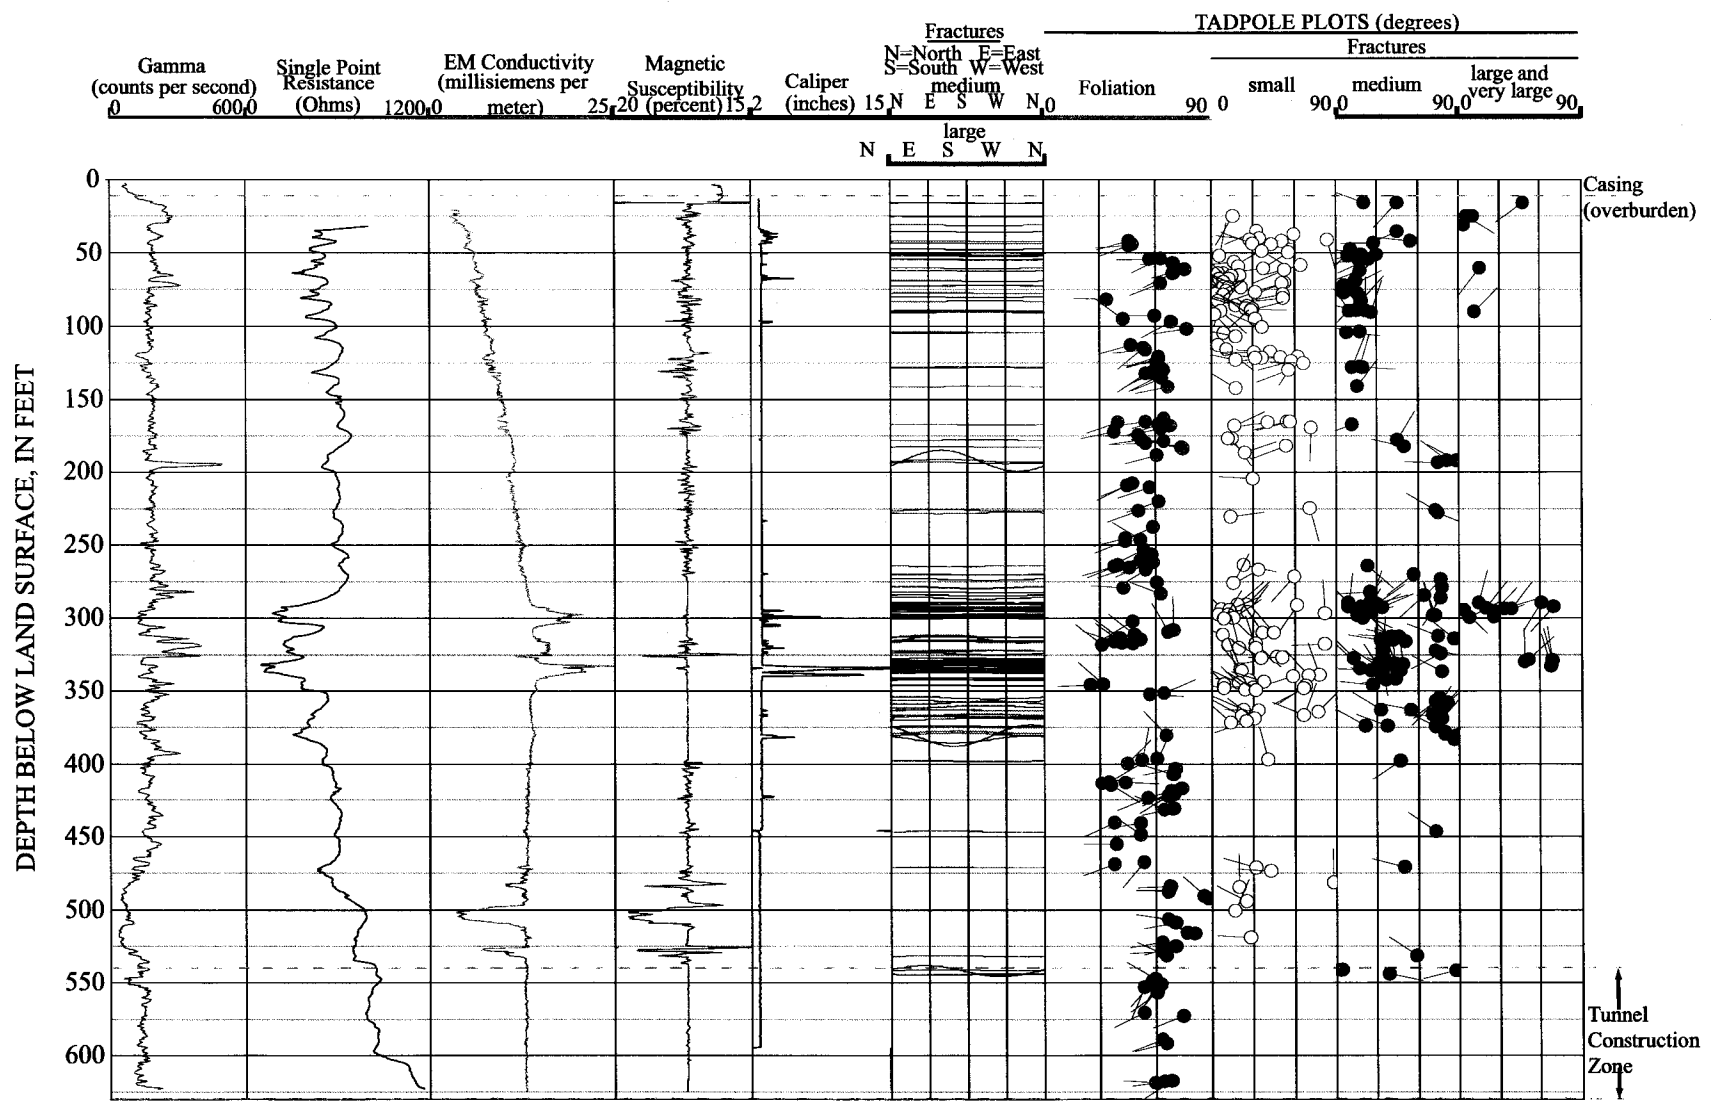 TADPOLE PLOTS (degrees)
Fractures
N=North E=East
S=South W=West
medium
N E S W N
large
N E S W N
Gamma
(counts per second)
0 600
Single Point
Resistance
(Ohms)
0 1200
EM Conductivity
(millisiemens per
meter)
0 25
Magnetic
Susceptibility
(percent)
-20 15
Caliper
(inches)
2 15
Foliation
0 90
Fractures
small
0 90
medium
0 90
large and
very large
0 90
DEPTH BELOW LAND SURFACE, IN FEET
0
50
100
150
200
250
300
350
400
450
500
550
600
Casing
(overburden)
Tunnel
Construction
Zone